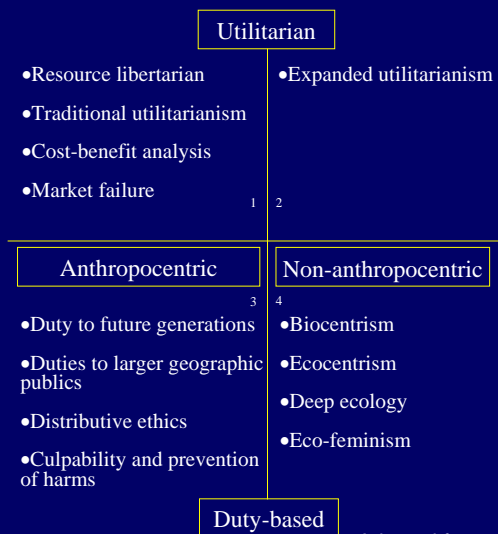 Utilitarian
•Resource libertarian
•Traditional utilitarianism
•Cost-benefit analysis
•Market failure
1
•Expanded utilitarianism
2
Anthropocentric
Non-anthropocentric
3
•Duty to future generations
•Duties to larger geographic
publics
•Distributive ethics
•Culpability and prevention
of harms
4
•Biocentrism
•Ecocentrism
•Deep ecology
•Eco-feminism
Duty-based